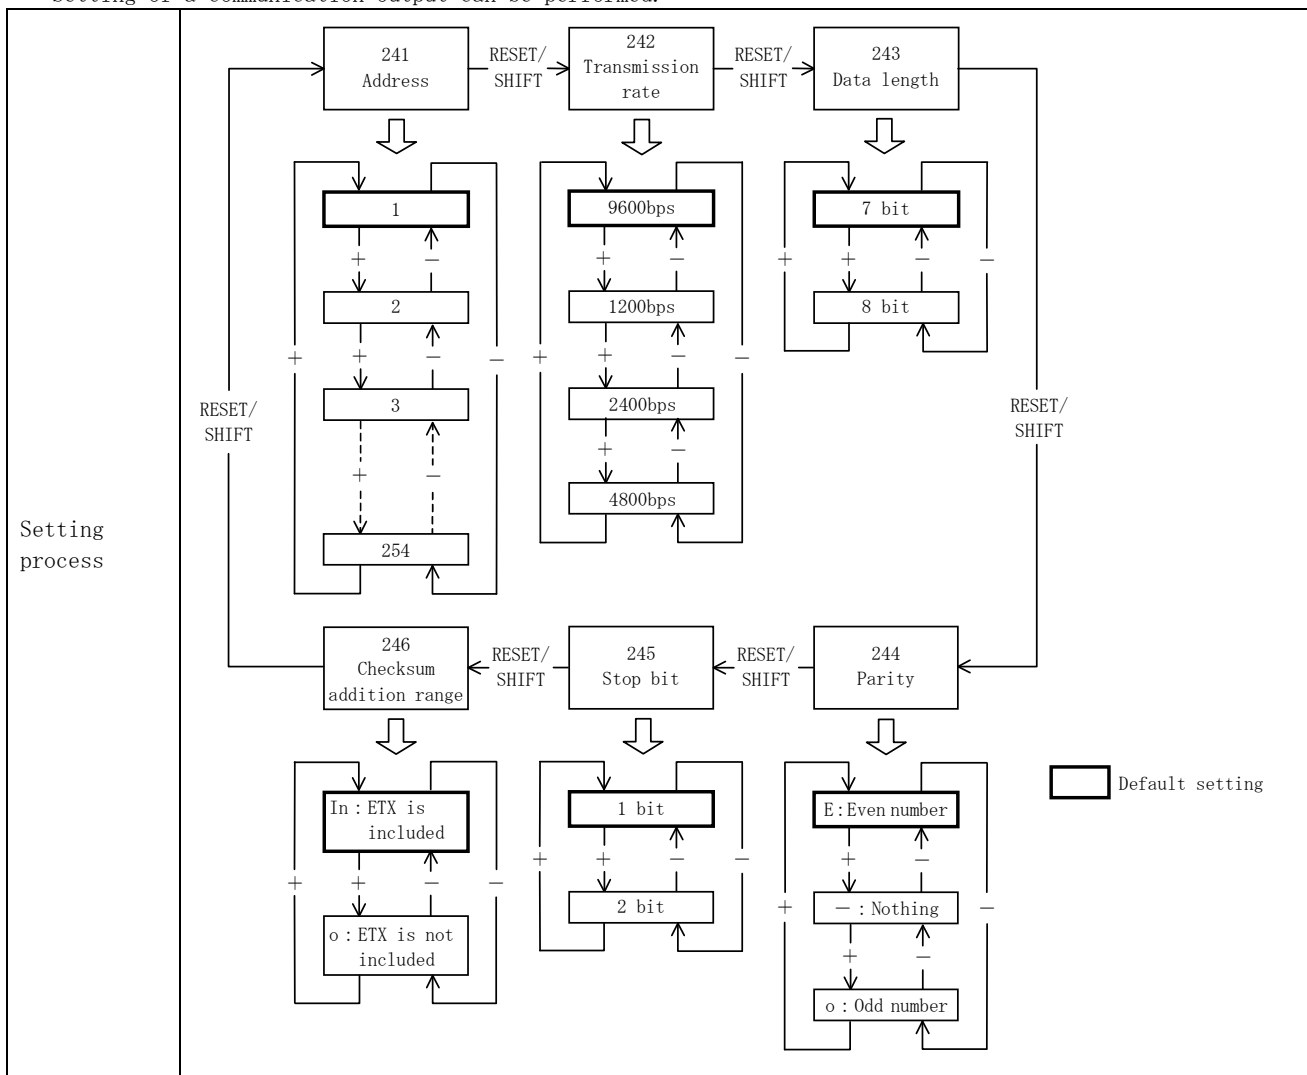 Setting of a communication output can be performed.
Setting
process
241
Address
RESET/
SHIFT
242
Transmission
rate
RESET/
SHIFT
243
Data length
1
+
−
2
+
−
+
−
3
+
−
254
9600bps
+
−
1200bps
+
−
+
−
2400bps
+
−
4800bps
7 bit
+
+
−
−
8 bit
RESET/
SHIFT
RESET/
SHIFT
246
Checksum
addition range
RESET/
SHIFT
245
Stop bit
RESET/
SHIFT
244
Parity
In : ETX is
included
+
+
−
−
o : ETX is not
included
1 bit
+
+
−
−
2 bit
E:Even number
+
−
− : Nothing
+
−
+
−
o : Odd number
Default setting